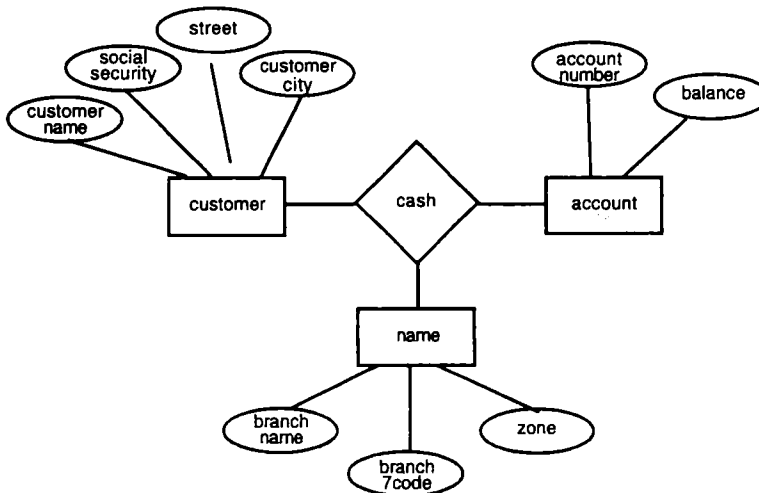 street
social
security
customer
city
customer
name
account
number
balance
customer
cash
account
name
branch
name
zone
branch
7code